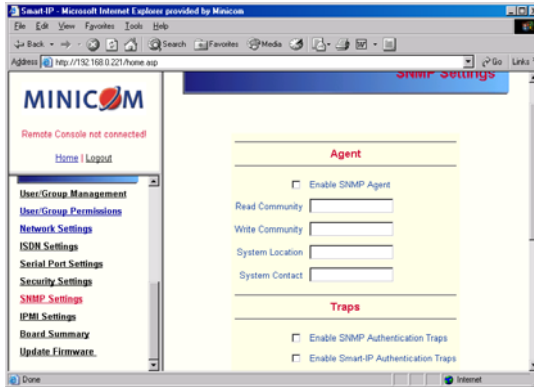 Smart-IP - Microsoft Internet Explorer provided by Minicom
File Edit View Favorites Tools Help
Back Search Favorites Media
Address http://192.168.0.221/home.asp Go Links
SNMP Settings
MINICOM
Remote Console not connected!
Home | Logout
User/Group Management
User/Group Permissions
Network Settings
ISDN Settings
Serial Port Settings
Security Settings
SNMP Settings
IPMI Settings
Board Summary
Update Firmware
Agent
Enable SNMP Agent
Read Community
Write Community
System Location
System Contact
Traps
Enable SNMP Authentication Traps
Enable Smart-IP Authentication Traps
Done Internet